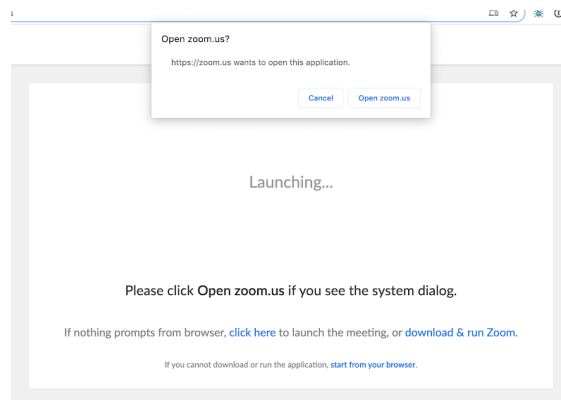 Open zoom.us?
https://zoom.us wants to open this application.
Cancel Open zoom.us
Launching...
Please click Open zoom.us if you see the system dialog.
If nothing prompts from browser, click here to launch the meeting, or download & run Zoom.
If you cannot download or run the application, start from your browser.